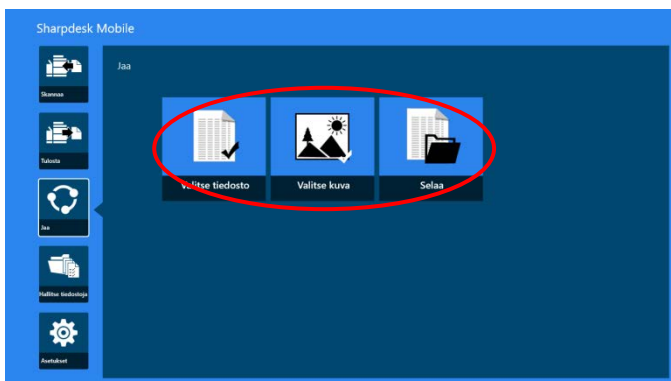 Sharpdesk Mobile
Jaa
Skannaa
Tulosta
Jaa
Hallitse tiedostoja
Asetukset
Valitse tiedosto
Valitse kuva
Selaa